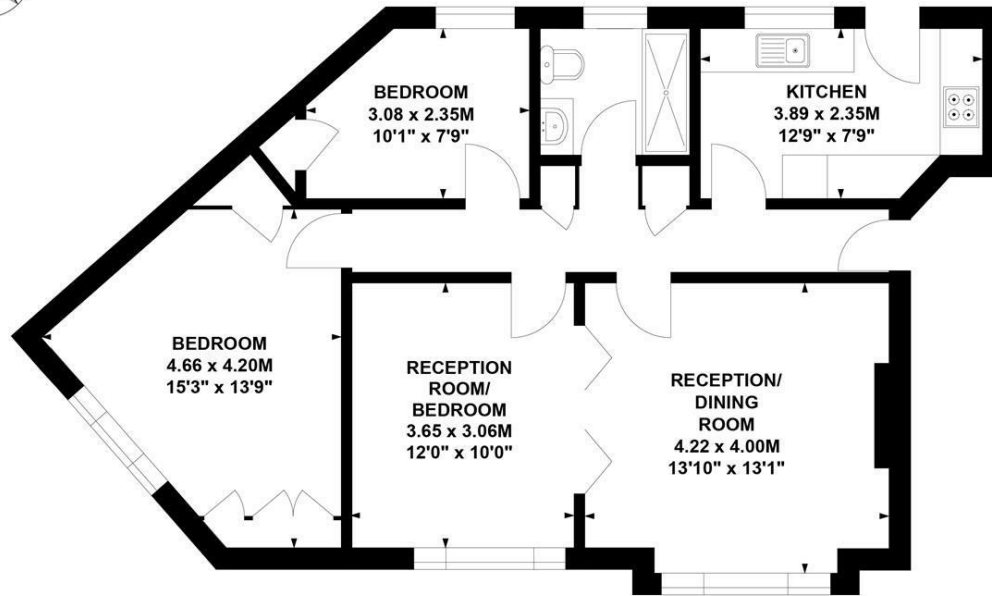 BEDROOM
3.08 x 2.35M
10'1" x 7'9"
KITCHEN
3.89 x 2.35M
12'9" x 7'9"
BEDROOM
4.66 x 4.20M
15'3" x 13'9"
RECEPTION
ROOM/
BEDROOM
3.65 x 3.06M
12'0" x 10'0"
RECEPTION/
DINING
ROOM
4.22 x 4.00M
13'10" x 13'1"